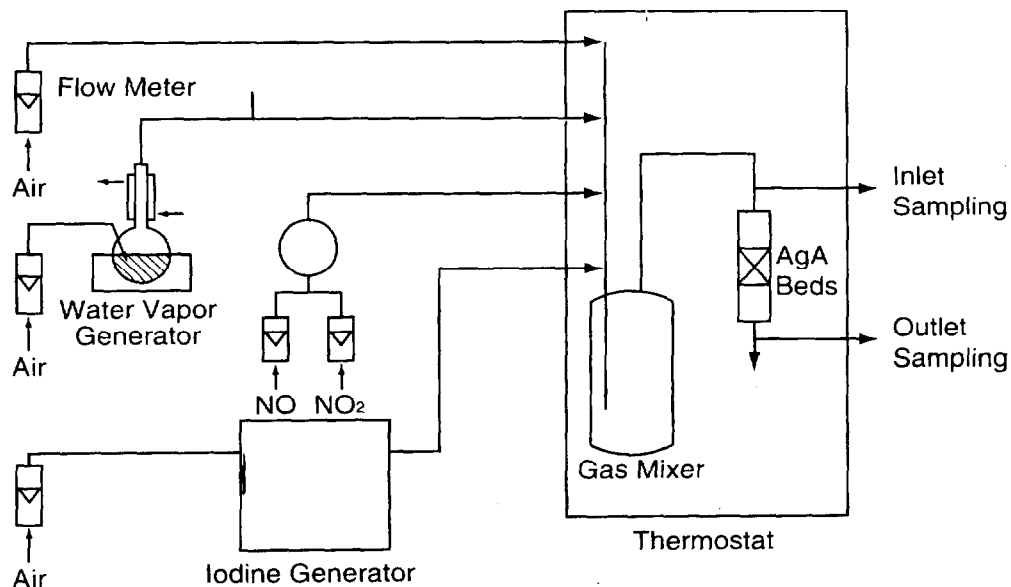 Flow Meter
Air
Water Vapor
Generator
Air
NO
NO2
Air
Iodine Generator
Gas Mixer
Thermostat
Inlet
Sampling
AgA
Beds
Outlet
Sampling